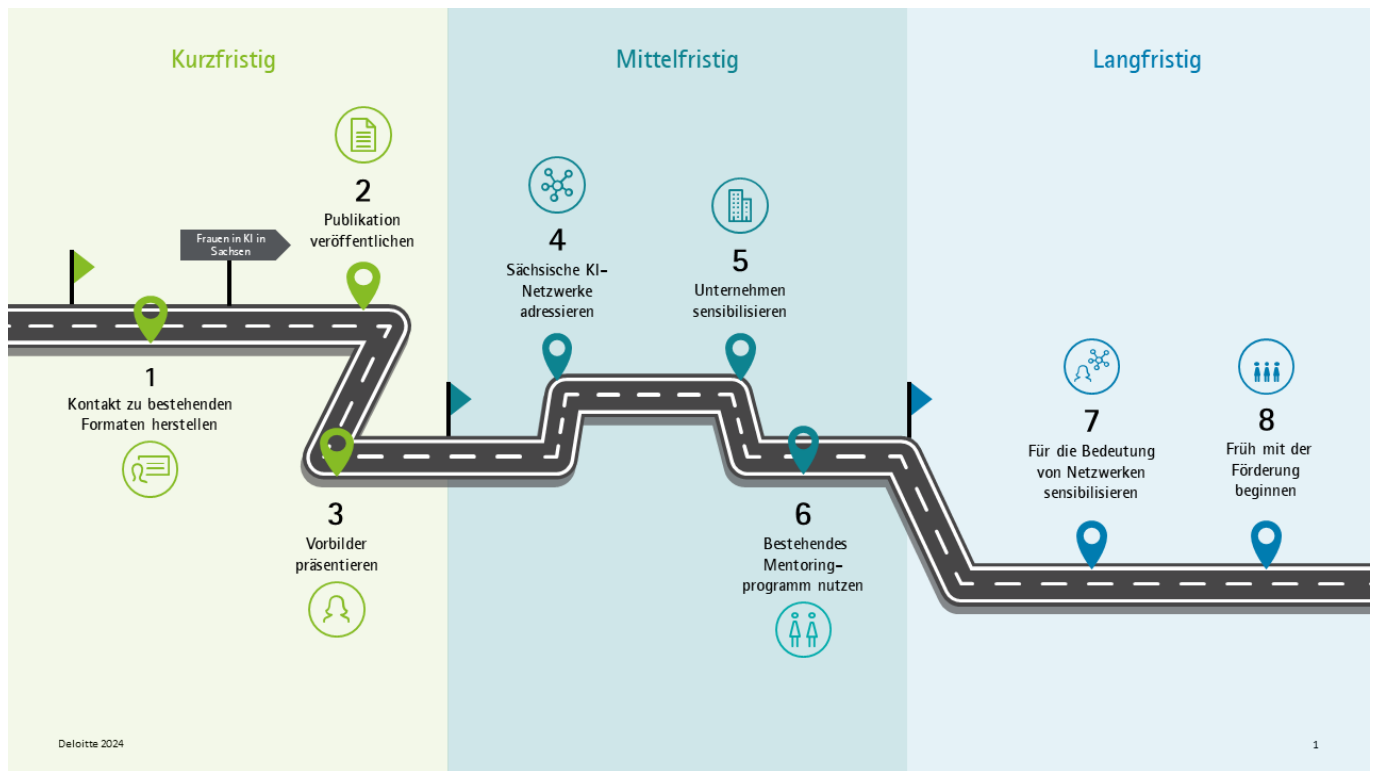 Kurzfristig
Mittelfristig
Langfristig
Frauen in KI in
Sachsen
1
Kontakt zu bestehenden
Formaten herstellen
2
Publikation
veröffentlichen
3
Vorbilder
präsentieren
4
Sächsische KI-
Netzwerke
adressieren
5
Unternehmen
sensibilisieren
6
Bestehendes
Mentoring-
programm nutzen
7
Für die Bedeutung
von Netzwerken
sensibilisieren
8
Früh mit der
Förderung
beginnen
Deloitte 2024
1